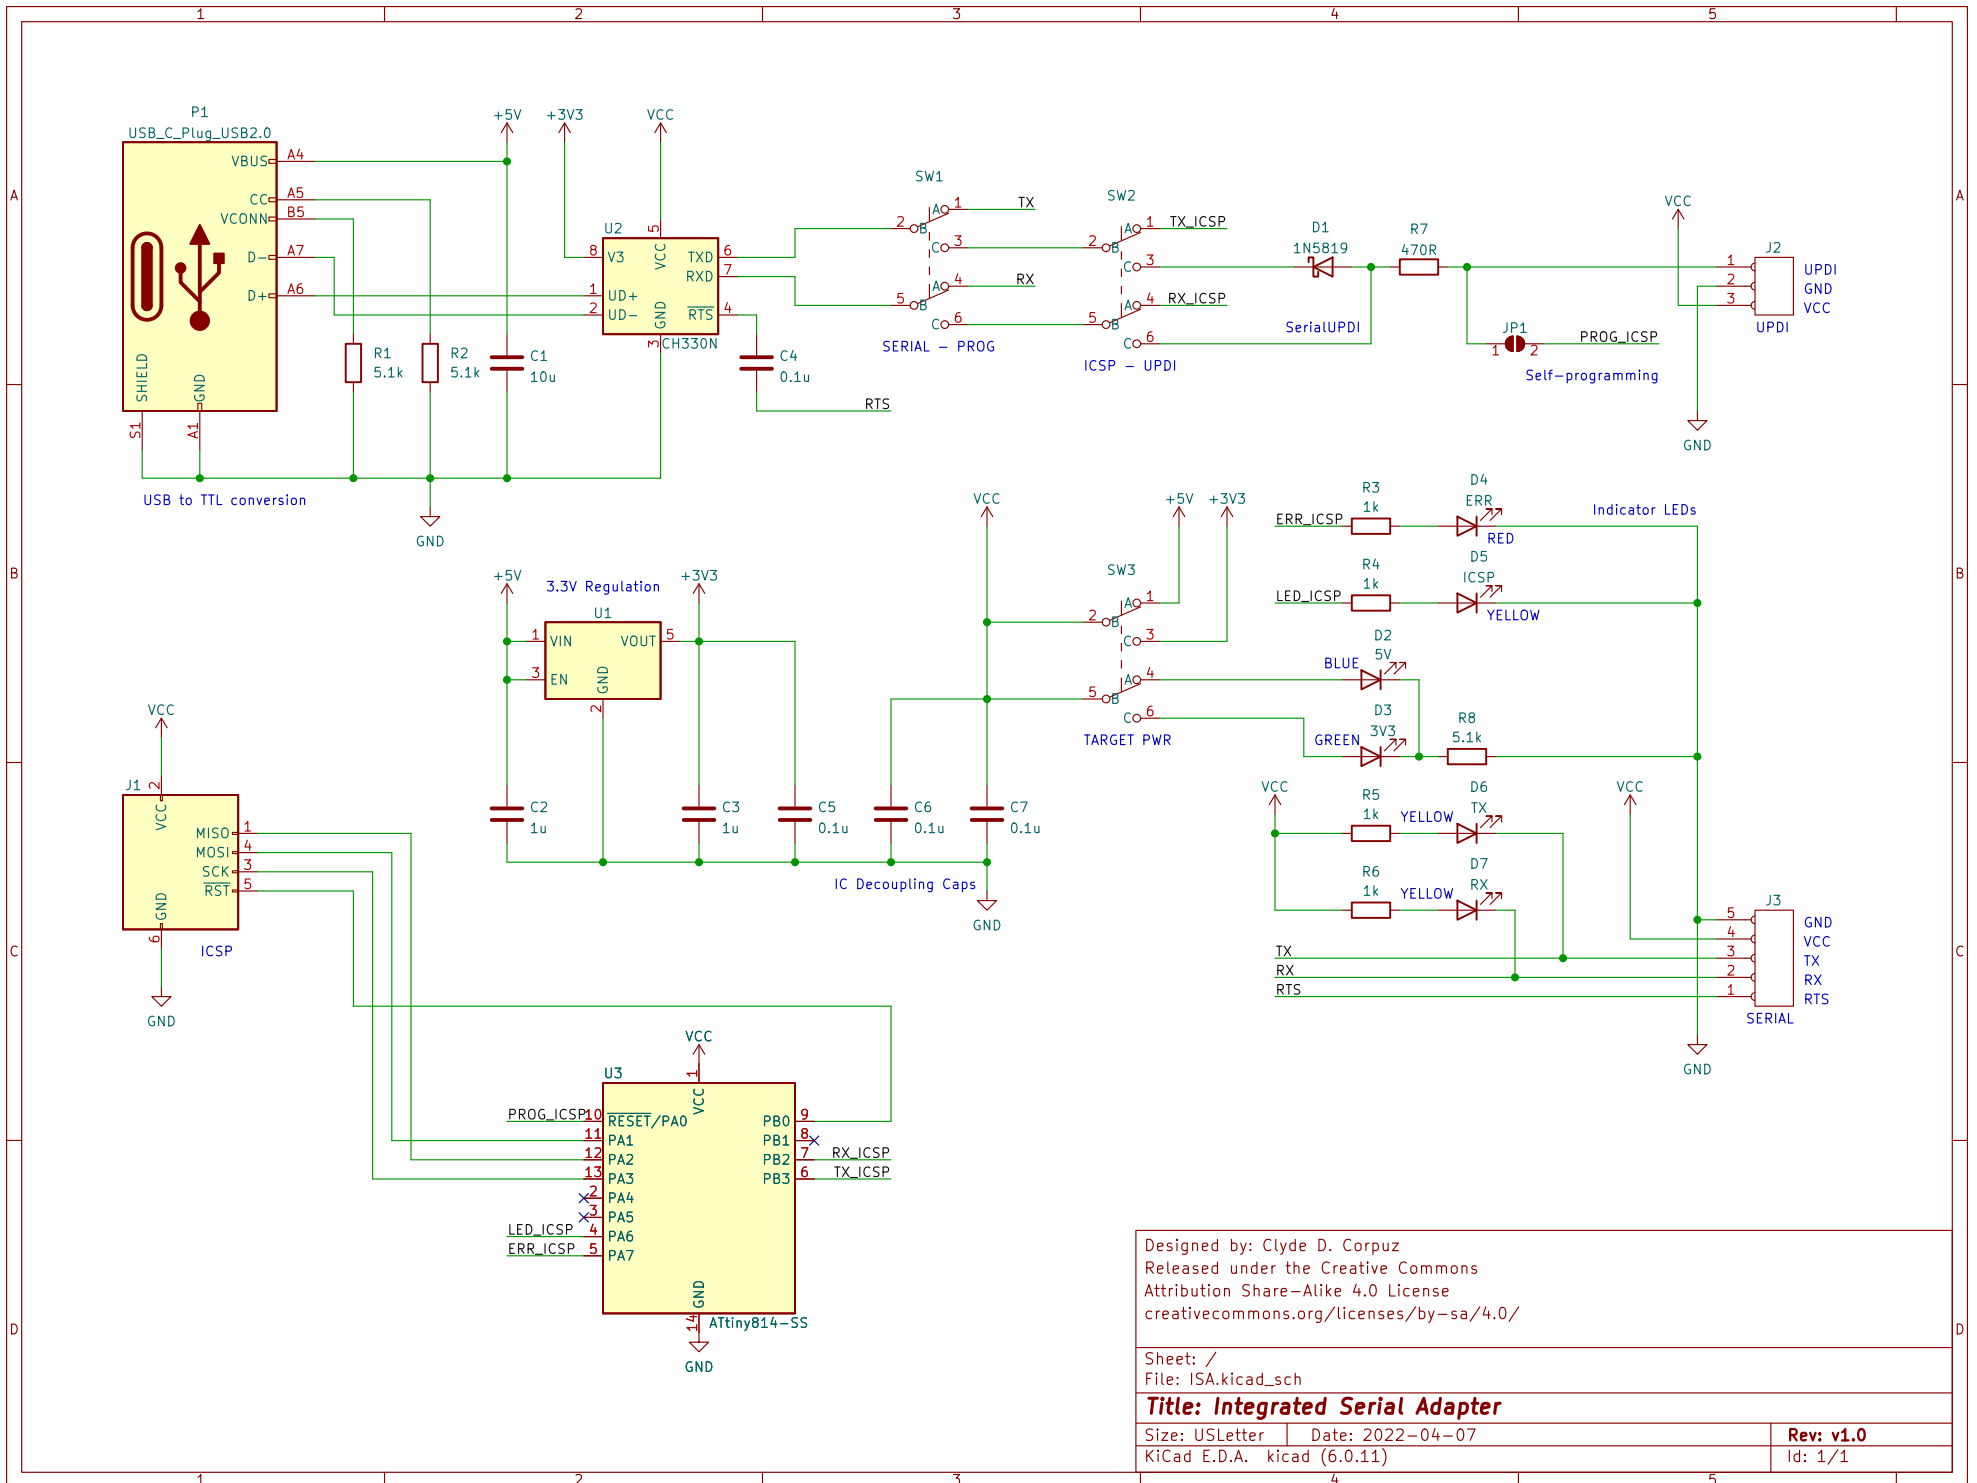 1 2 3 4 5
A
B
C
D
A
B
C
D
1 2 3 4 5
P1
USB_C_Plug_USB2.0
VBUS A4
CC A5
VCONN B5
D- A7
D+ A6
SHIELD
GND
S1
A1
R1
5.1k
R2
5.1k
+5V
C1
10u
USB to TTL conversion
GND
+3V3
VCC
U2
8 V3
1 UD+
2 UD-
5
VCC
GND
3
TXD 6
RXD 7
RTS 4
CH330N
C4
0.1u
RTS
SW1
2 B
A 1 TX
C 3
5 B
A 4 RX
C 6
SERIAL - PROG
SW2
2 B
A 1 TX_ICSP
C 3
5 B
A 4 RX_ICSP
C 6
ICSP - UPDI
D1
1N5819
SerialUPDI
R7
470R
JP1
1 2
PROG_ICSP
Self-programming
VCC
J2
1 UPDI
2 GND
3 VCC
UPDI
GND
+5V
3.3V Regulation
+3V3
U1
1 VIN
3 EN
VOUT 5
GND
2
C2
1u
C3
1u
C5
0.1u
C6
0.1u
C7
0.1u
IC Decoupling Caps
GND
VCC
+5V
+3V3
SW3
2 B
A 1
C 3
5 B
A 4
C 6
TARGET PWR
ERR_ICSP
R3
1k
D4
ERR
RED
Indicator LEDs
LED_ICSP
R4
1k
D5
ICSP
YELLOW
D2
5V
BLUE
D3
3V3
GREEN
R8
5.1k
VCC
R5
1k
YELLOW
D6
TX
R6
1k
YELLOW
D7
RX
VCC
TX
RX
RTS
J3
5 GND
4 VCC
3 TX
2 RX
1 RTS
SERIAL
GND
VCC
J1
2
VCC
MISO 1
MOSI 4
SCK 3
RST 5
GND
6
ICSP
GND
VCC
U3
1
VCC
PROG_ICSP 10 RESET/PA0
11 PA1
12 PA2
13 PA3
2 PA4
3 PA5
LED_ICSP 4 PA6
ERR_ICSP 5 PA7
PB0 9
PB1 8
PB2 7 RX_ICSP
PB3 6 TX_ICSP
GND
14
ATtiny814-SS
GND
Designed by: Clyde D. Corpuz
Released under the Creative Commons
Attribution Share-Alike 4.0 License
creativecommons.org/licenses/by-sa/4.0/
Sheet: /
File: ISA.kicad_sch
Title: Integrated Serial Adapter
Size: USLetter Date: 2022-04-07 Rev: v1.0
KiCad E.D.A. kicad (6.0.11) Id: 1/1